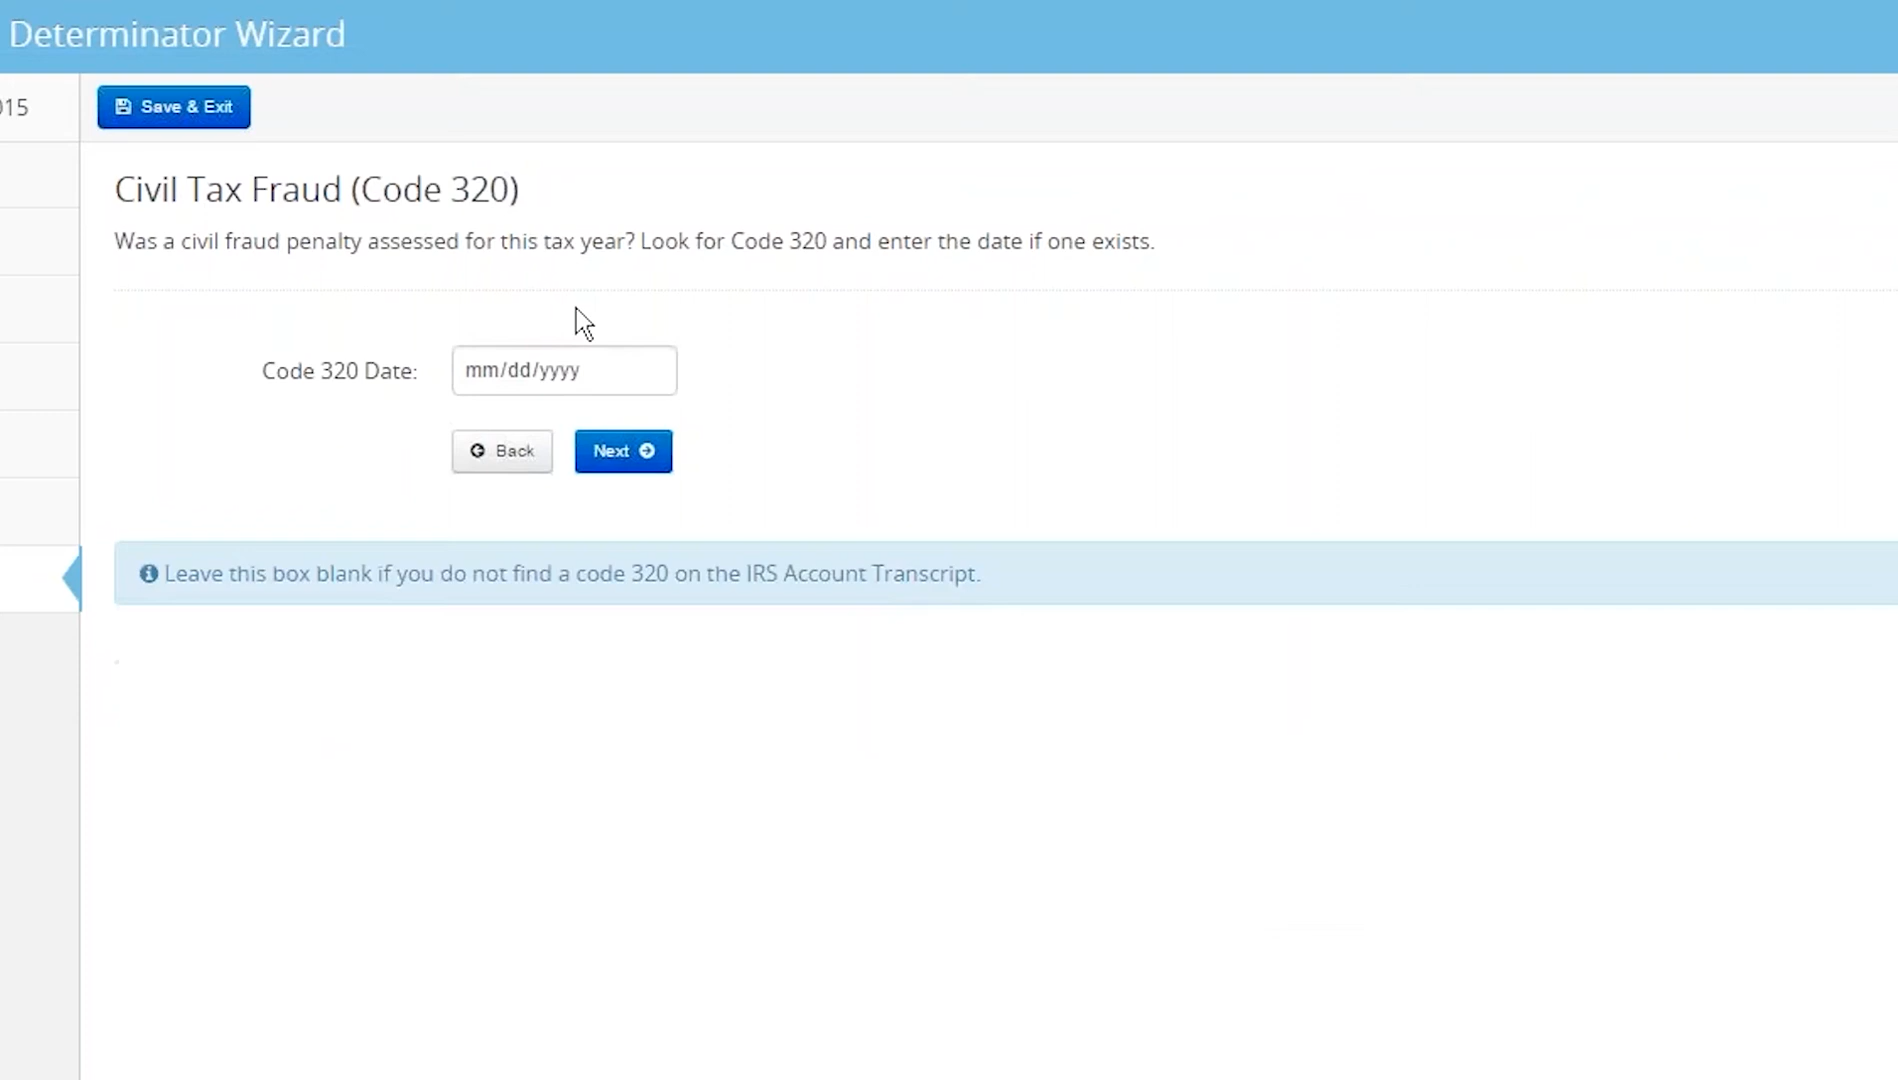 Determinator Wizard
015
Save & Exit
Civil Tax Fraud (Code 320)
Was a civil fraud penalty assessed for this tax year? Look for Code 320 and enter the date if one exists.
Code 320 Date:
mm/dd/yyyy
Back
Next
Leave this box blank if you do not find a code 320 on the IRS Account Transcript.